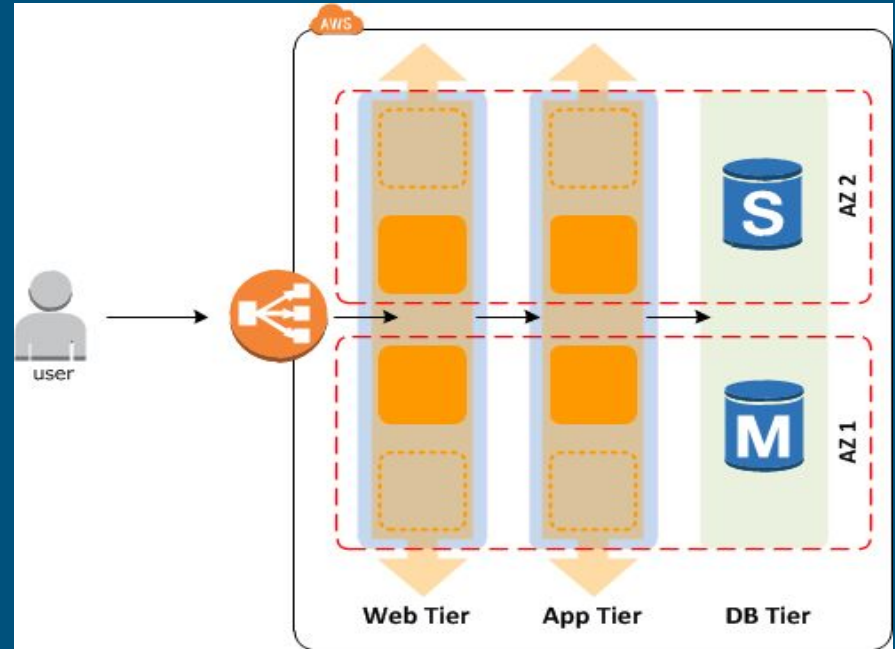 AWS
S
AZ 2
user
M
AZ 1
Web Tier
App Tier
DB Tier